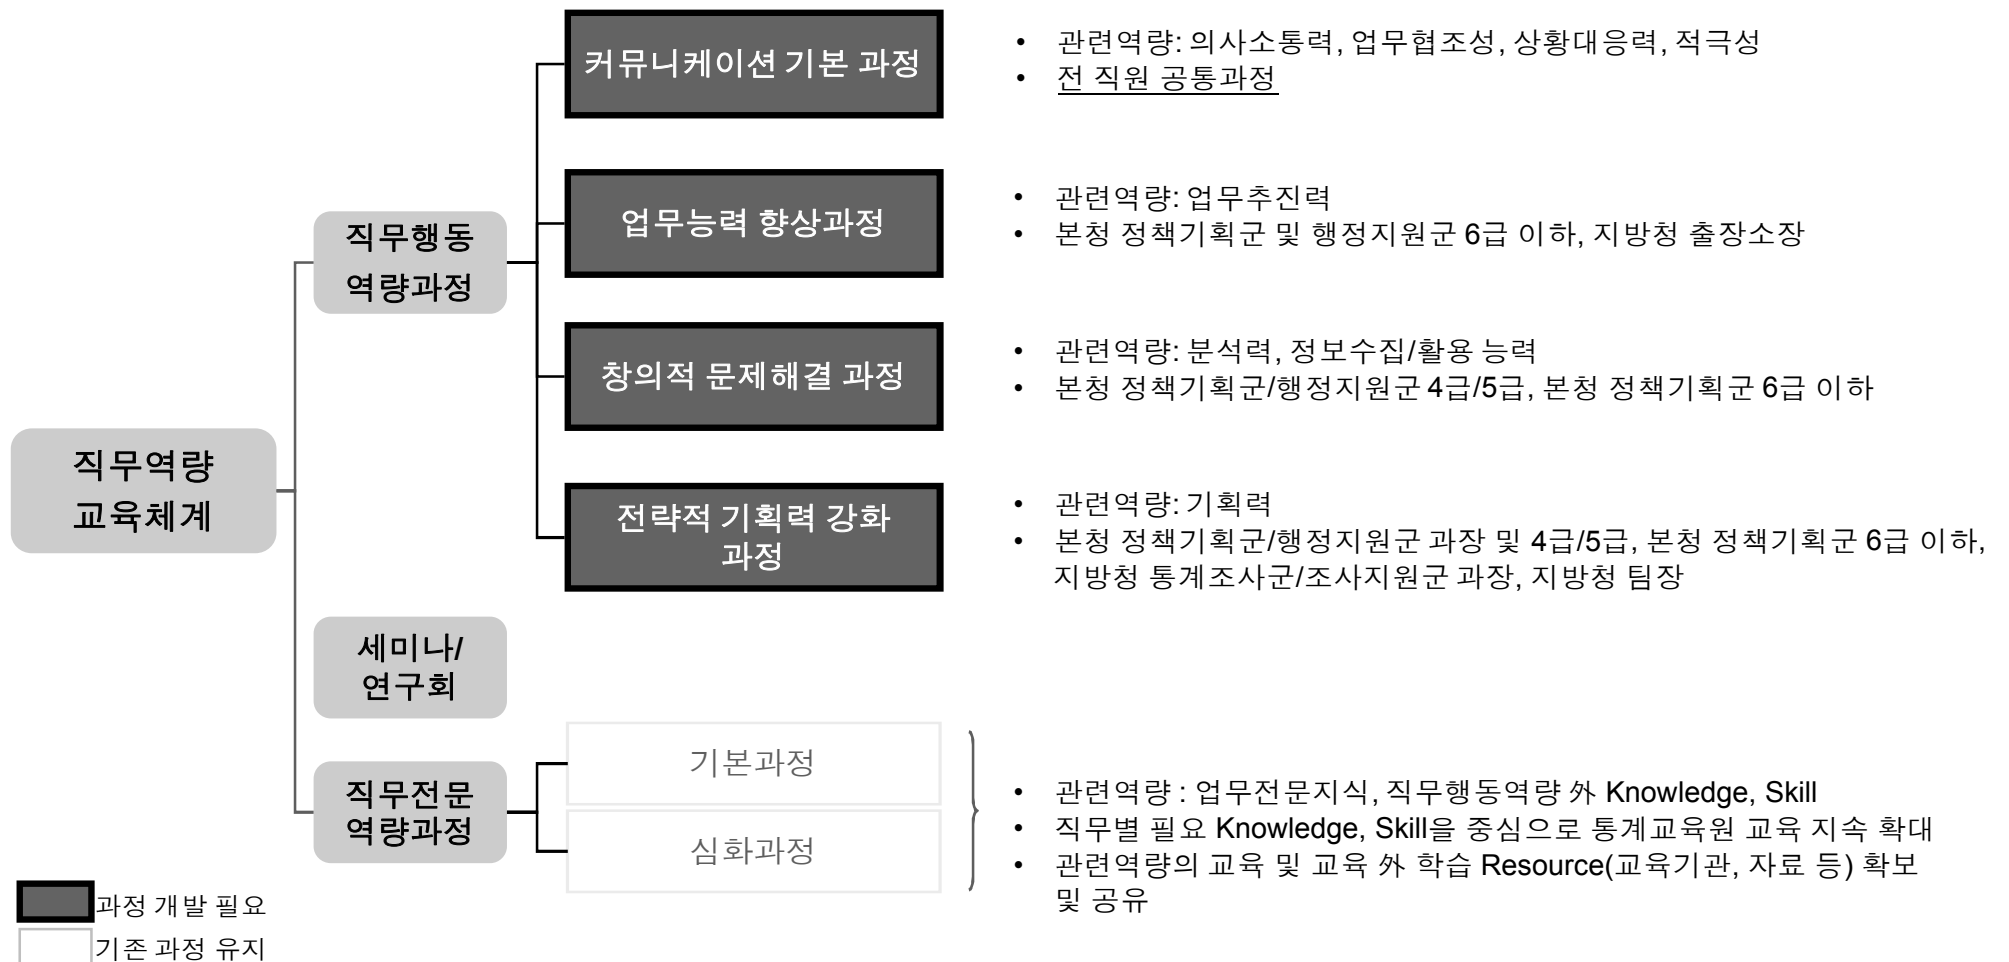 커뮤니케이션 기본 과정
• 관련역량: 의사소통력, 업무협조성, 상황대응력, 적극성
• 전 직원 공통과정
직무행동
역량과정
업무능력 향상과정
• 관련역량: 업무추진력
• 본청 정책기획군 및 행정지원군 6급 이하, 지방청 출장소장
창의적 문제해결 과정
• 관련역량: 분석력, 정보수집/활용 능력
• 본청 정책기획군/행정지원군 4급/5급, 본청 정책기획군 6급 이하
직무역량
교육체계
전략적 기획력 강화
과정
• 관련역량: 기획력
• 본청 정책기획군/행정지원군 과장 및 4급/5급, 본청 정책기획군 6급 이하,
지방청 통계조사군/조사지원군 과장, 지방청 팀장
세미나/
연구회
직무전문
역량과정
기본과정
심화과정
• 관련역량 : 업무전문지식, 직무행동역량 外 Knowledge, Skill
• 직무별 필요 Knowledge, Skill을 중심으로 통계교육원 교육 지속 확대
• 관련역량의 교육 및 교육 外 학습 Resource(교육기관, 자료 등) 확보
및 공유
과정 개발 필요
기존 과정 유지